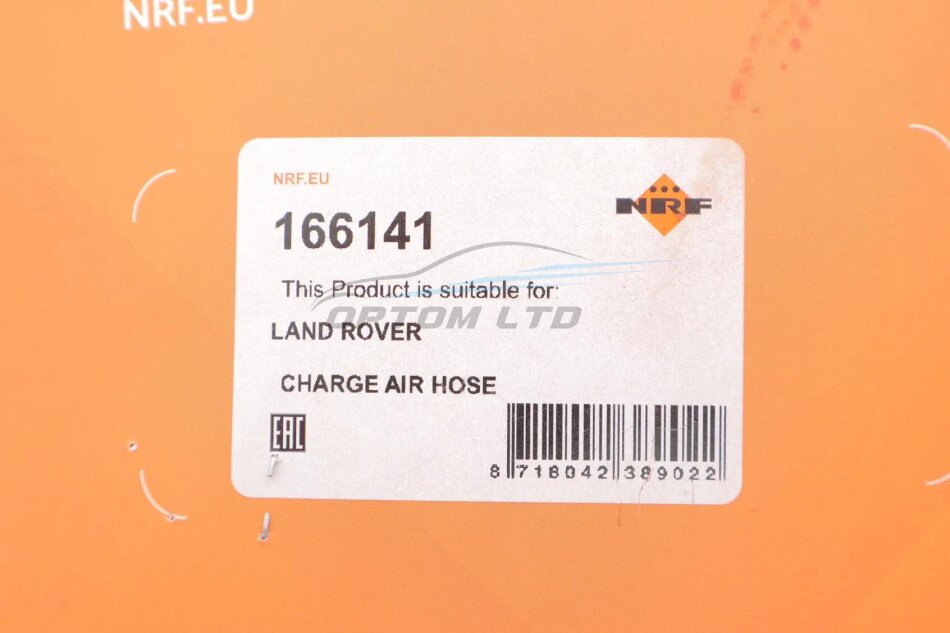 NRF.EU
NRF.EU
NRF
166141
This Product is suitable for:
OPTOM LTD
LAND ROVER
CHARGE AIR HOSE
EAC
8 718042 389022